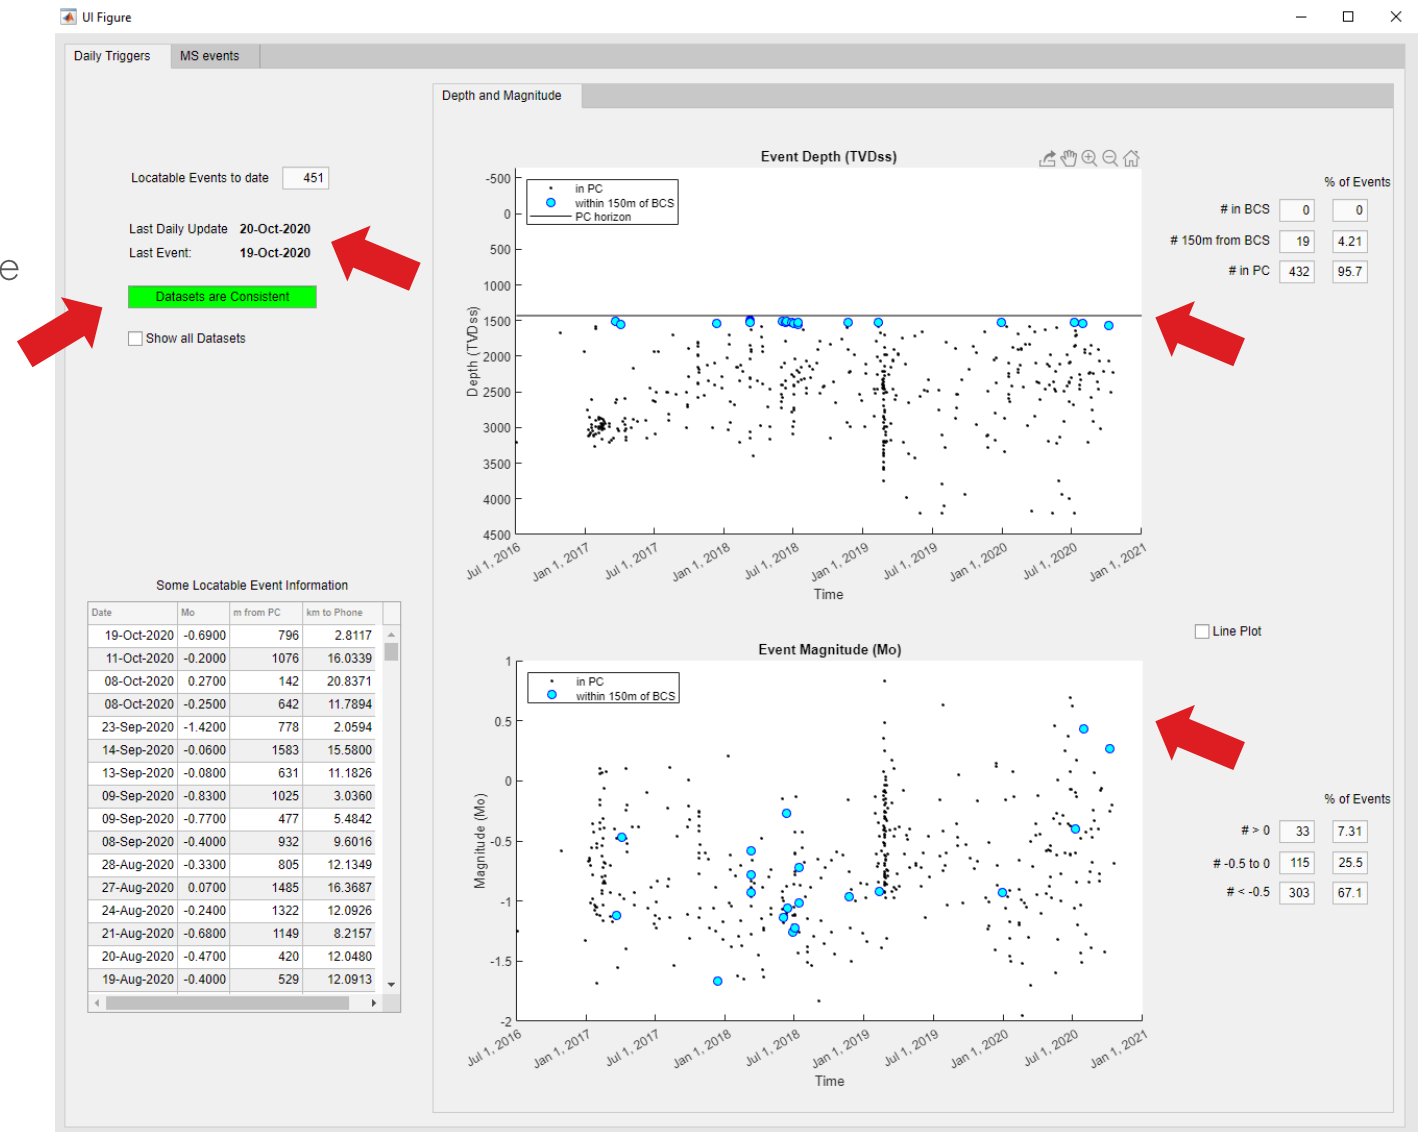 UI Figure
Daily Triggers
MS events
Depth and Magnitude
e
Locatable Events to date 451
Last Daily Update 20-Oct-2020
Last Event: 19-Oct-2020
Datasets are Consistent
Show all Datasets
Event Depth (TVDss)
in PC
within 150m of BCS
PC horizon
-500
0
500
1000
1500
2000
2500
3000
3500
4000
4500
Depth (TVDss)
Jul 1, 2016
Jan 1, 2017
Jul 1, 2017
Jan 1, 2018
Jul 1, 2018
Jan 1, 2019
Jul 1, 2019
Jan 1, 2020
Jul 1, 2020
Jan 1, 2021
Time
% of Events
# in BCS 0 0
# 150m from BCS 19 4.21
# in PC 432 95.7
Some Locatable Event Information
Date Mo m from PC km to Phone
19-Oct-2020 -0.6900 796 2.8117
11-Oct-2020 -0.2000 1076 16.0339
08-Oct-2020 0.2700 142 20.8371
08-Oct-2020 -0.2500 642 11.7894
23-Sep-2020 -1.4200 778 2.0594
14-Sep-2020 -0.0600 1583 15.5800
13-Sep-2020 -0.0800 631 11.1826
09-Sep-2020 -0.8300 1025 3.0360
09-Sep-2020 -0.7700 477 5.4842
08-Sep-2020 -0.4000 932 9.6016
28-Aug-2020 -0.3300 805 12.1349
27-Aug-2020 0.0700 1485 16.3687
24-Aug-2020 -0.2400 1322 12.0926
21-Aug-2020 -0.6800 1149 8.2157
20-Aug-2020 -0.4700 420 12.0480
19-Aug-2020 -0.4000 529 12.0913
Line Plot
Event Magnitude (Mo)
in PC
within 150m of BCS
1
0.5
0
-0.5
-1
-1.5
-2
Magnitude (Mo)
Jul 1, 2016
Jan 1, 2017
Jul 1, 2017
Jan 1, 2018
Jul 1, 2018
Jan 1, 2019
Jul 1, 2019
Jan 1, 2020
Jul 1, 2020
Jan 1, 2021
Time
% of Events
# > 0 33 7.31
# -0.5 to 0 115 25.5
# < -0.5 303 67.1